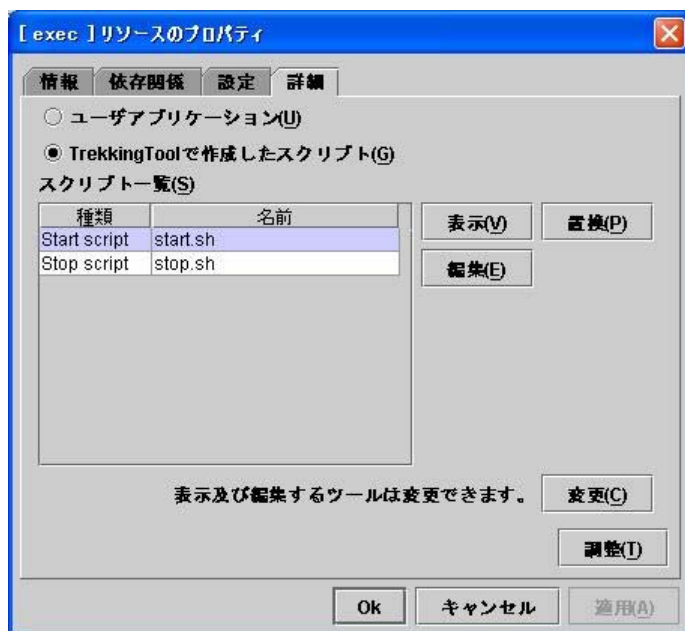 [ exec ]リソースのプロパティ
情報 依存関係 設定 詳細
ユーザアプリケーション(U)
TrekkingToolで作成したスクリプト(G)
スクリプト一覧(S)
種類 名前
Start script start.sh
Stop script stop.sh
表示(V) 置換(P)
編集(E)
表示及び編集するツールは変更できます。 変更(C)
調整(T)
Ok キャンセル 適用(A)